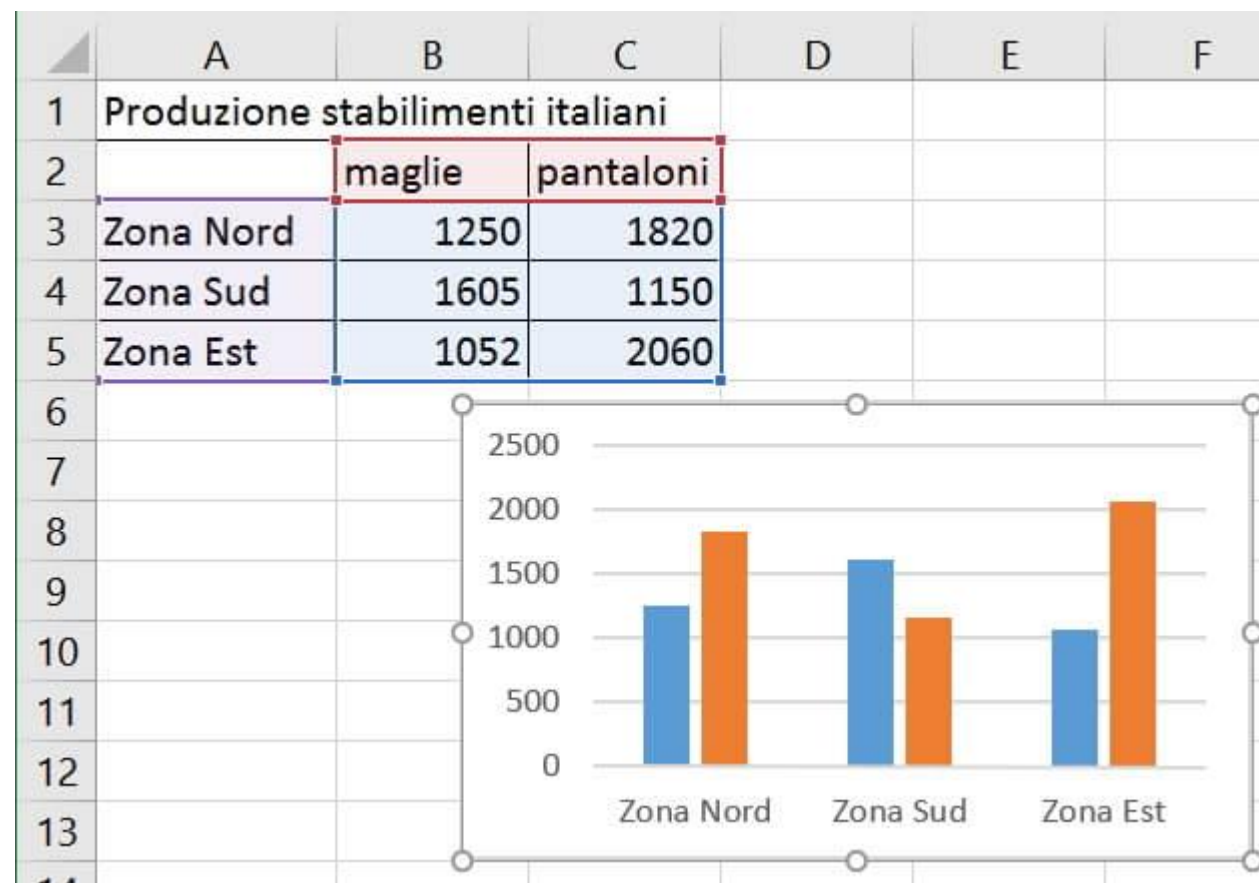 A B C D E F
1 Produzione stabilimenti italiani
2 maglie pantaloni
3 Zona Nord 1250 1820
4 Zona Sud 1605 1150
5 Zona Est 1052 2060
6
7
8
9
10
11
12
13
2500
2000
1500
1000
500
0
Zona Nord Zona Sud Zona Est